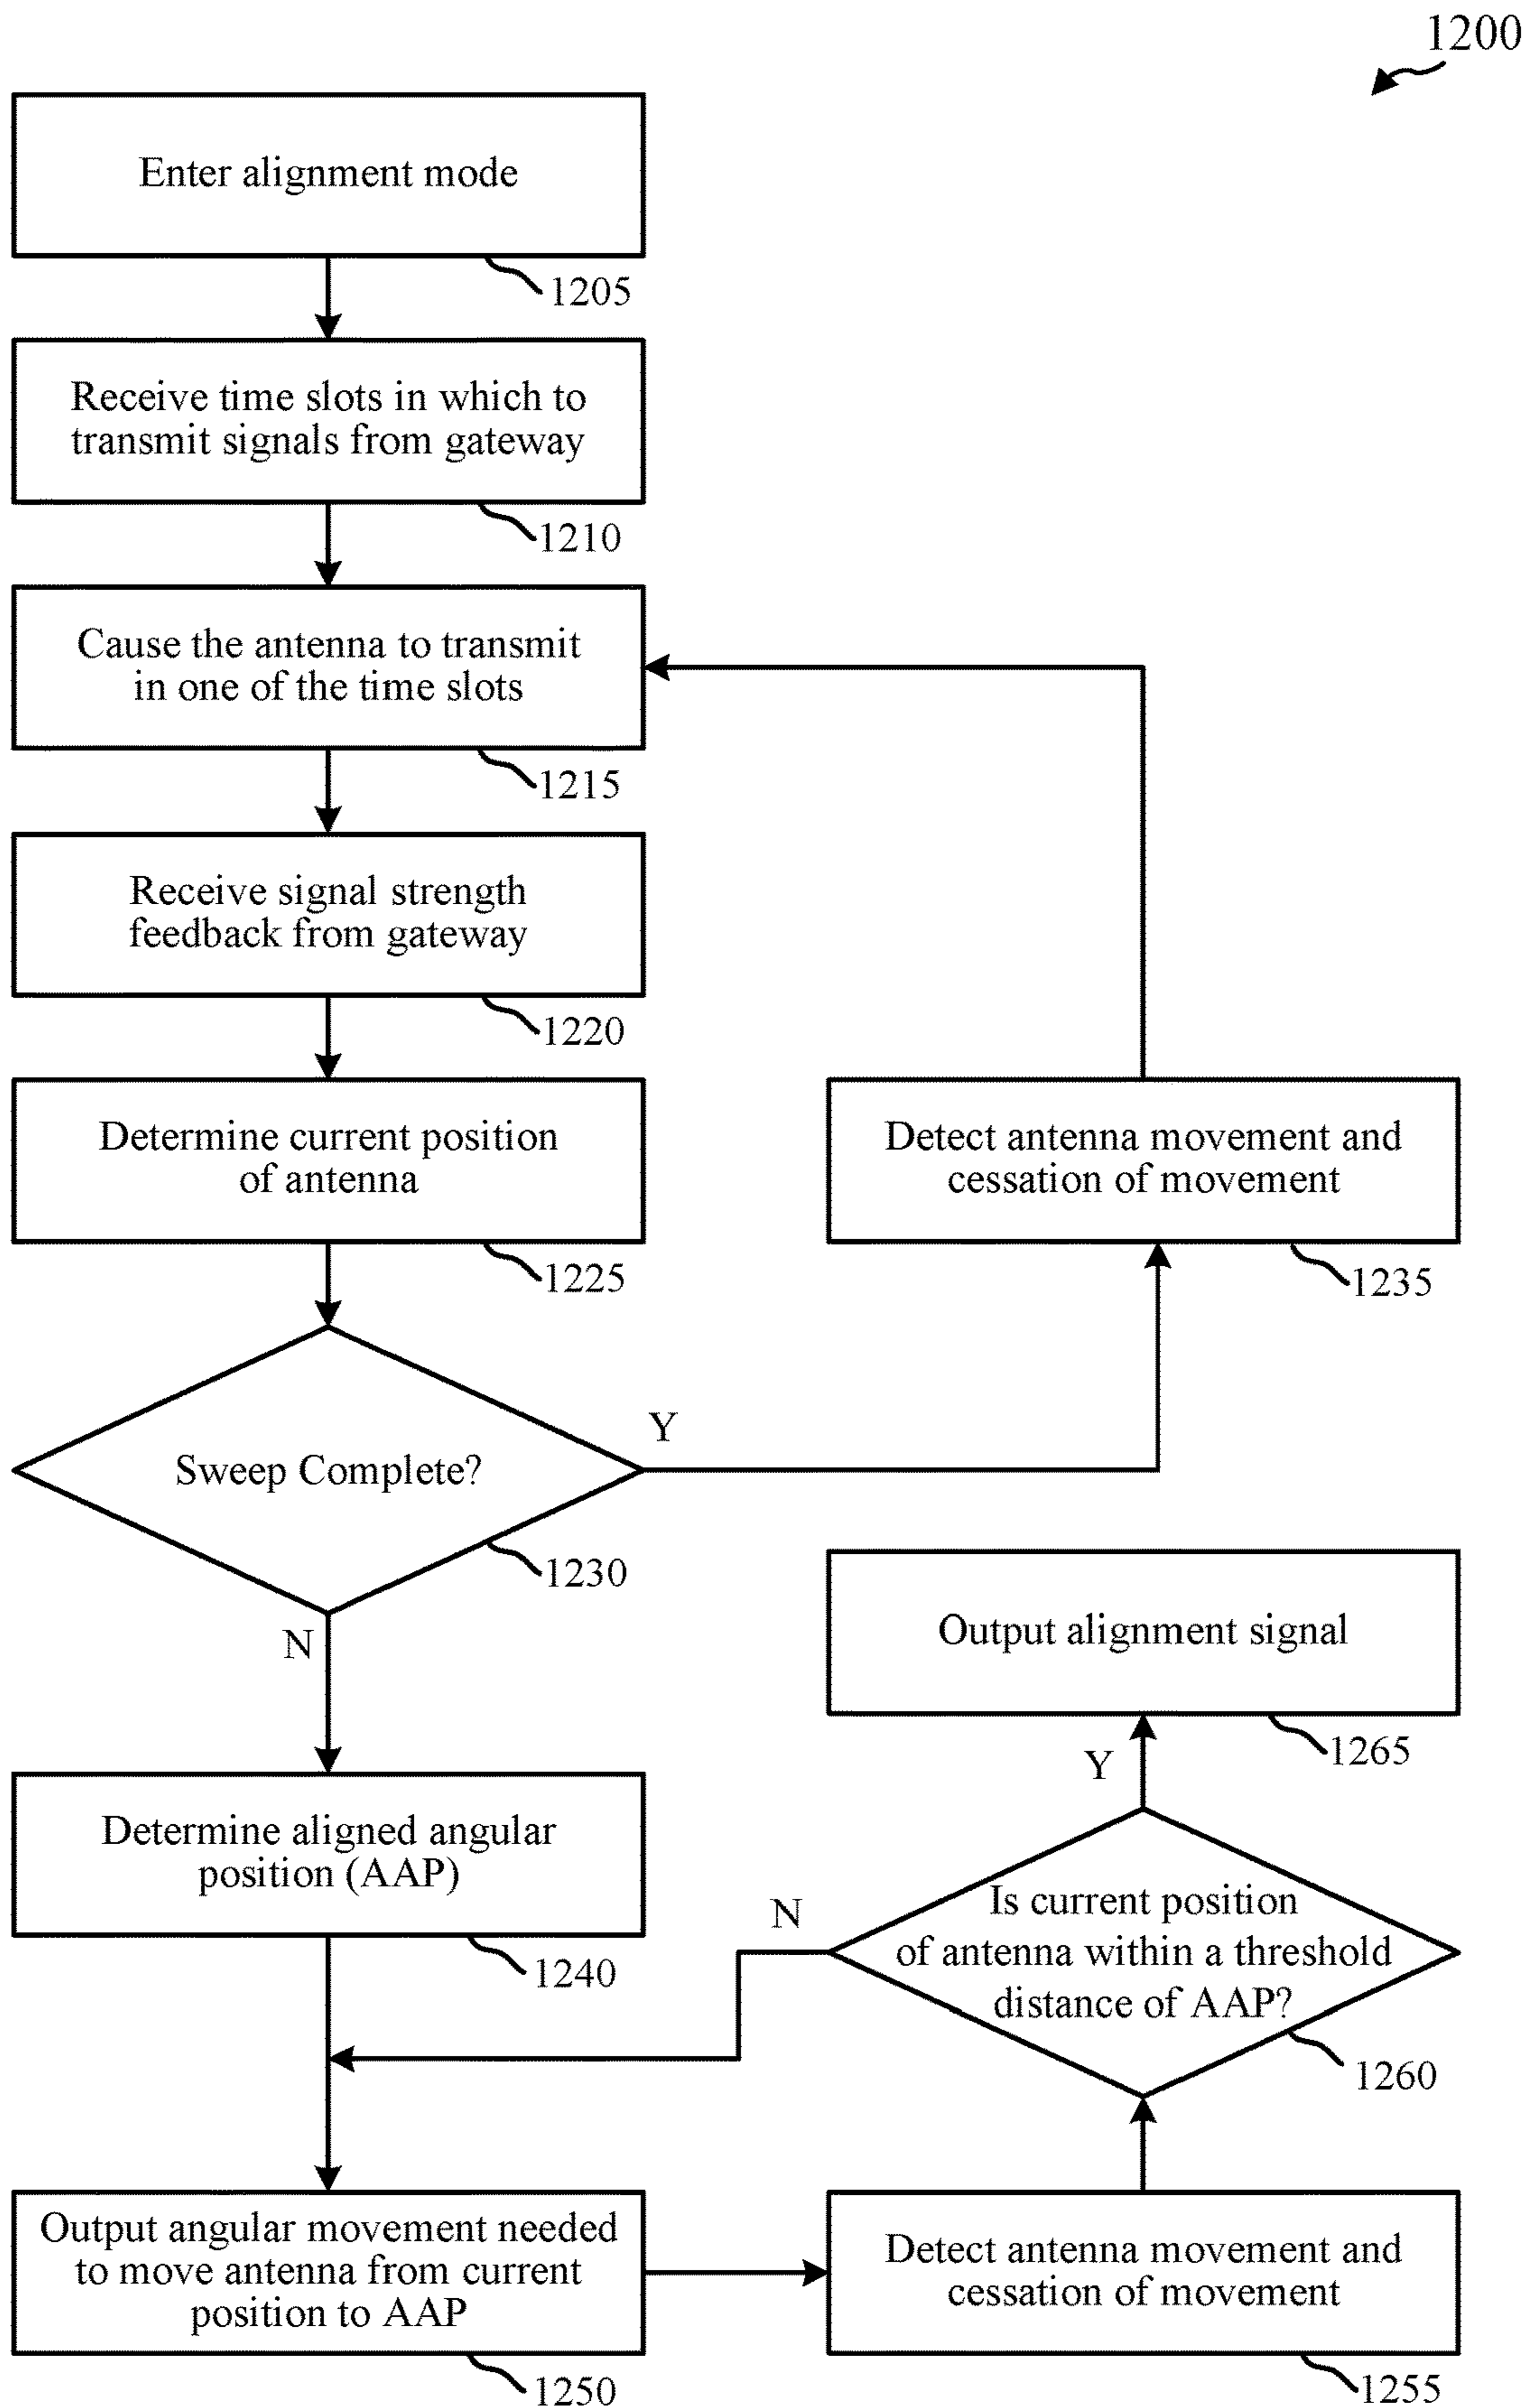 1200
Enter alignment mode
1205
Receive time slots in which to
transmit signals from gateway
1210
Cause the antenna to transmit
in one of the time slots
1215
Receive signal strength
feedback from gateway
1220
Determine current position
of antenna
1225
Detect antenna movement and
cessation of movement
1235
Sweep Complete?
Y
1230
N
Output alignment signal
1265
Y
Determine aligned angular
position (AAP)
1240
Is current position
of antenna within a threshold
distance of AAP?
N
1260
Output angular movement needed
to move antenna from current
position to AAP
1250
Detect antenna movement and
cessation of movement
1255